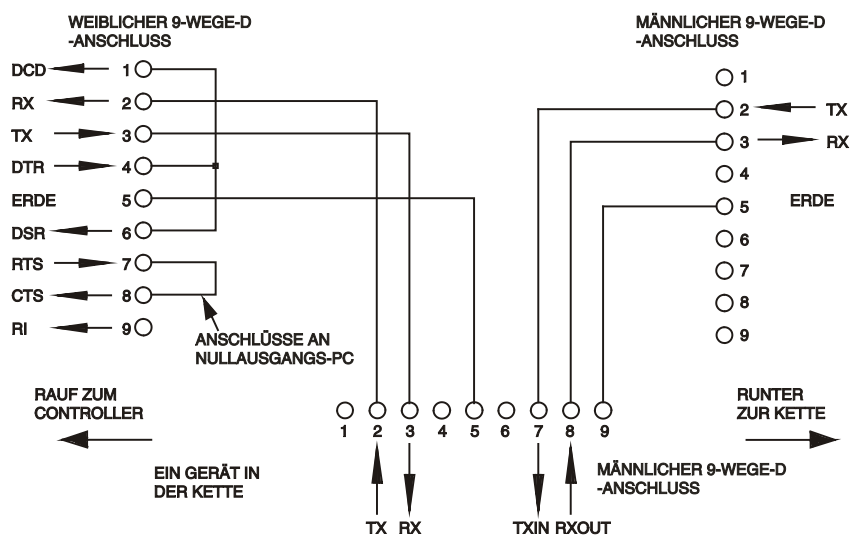 WEIBLICHER 9-WEGE-D
-ANSCHLUSS
MÄNNLICHER 9-WEGE-D
-ANSCHLUSS
DCD 1
RX 2
TX 3
DTR 4
ERDE 5
DSR 6
RTS 7
CTS 8
RI 9
1
2 TX
3 RX
4
5 ERDE
6
7
8
9
ANSCHLÜSSE AN
NULLAUSGANGS-PC
RAUF ZUM
CONTROLLER
RUNTER
ZUR KETTE
1 2 3 4 5 6 7 8 9
EIN GERÄT IN
DER KETTE
MÄNNLICHER 9-WEGE-D
-ANSCHLUSS
TX RX TXIN RXOUT